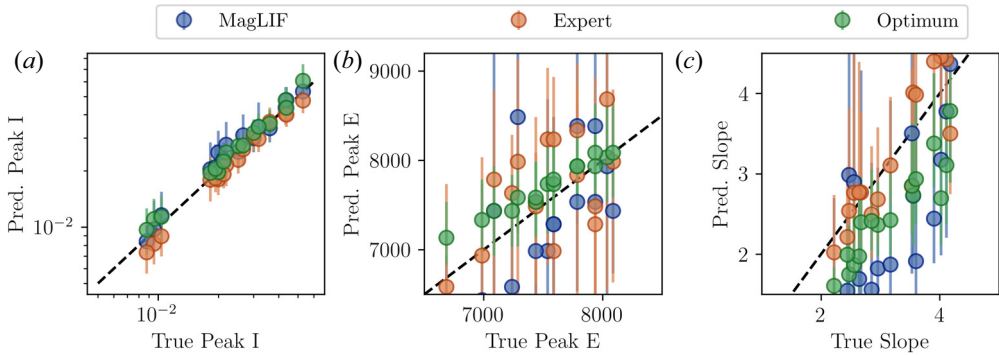 MagLIF Expert Optimum
(a) (b) (c)
Pred. Peak I
10⁻²
10⁻²
True Peak I
Pred. Peak E
9000
8000
7000
7000 8000
True Peak E
Pred. Slope
4
3
2
2 4
True Slope